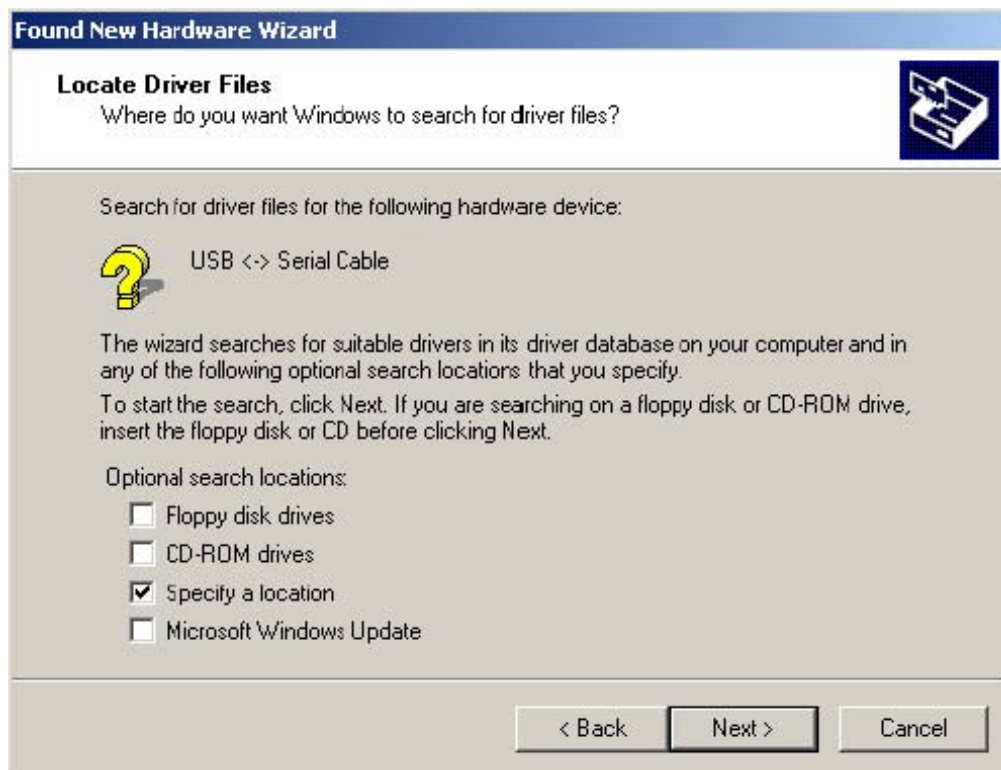 Found New Hardware Wizard
Locate Driver Files
Where do you want Windows to search for driver files?
Search for driver files for the following hardware device:
USB <-> Serial Cable
The wizard searches for suitable drivers in its driver database on your computer and in
any of the following optional search locations that you specify.
To start the search, click Next. If you are searching on a floppy disk or CD-ROM drive,
insert the floppy disk or CD before clicking Next.
Optional search locations:
Floppy disk drives
CD-ROM drives
Specify a location
Microsoft Windows Update
< Back Next > Cancel